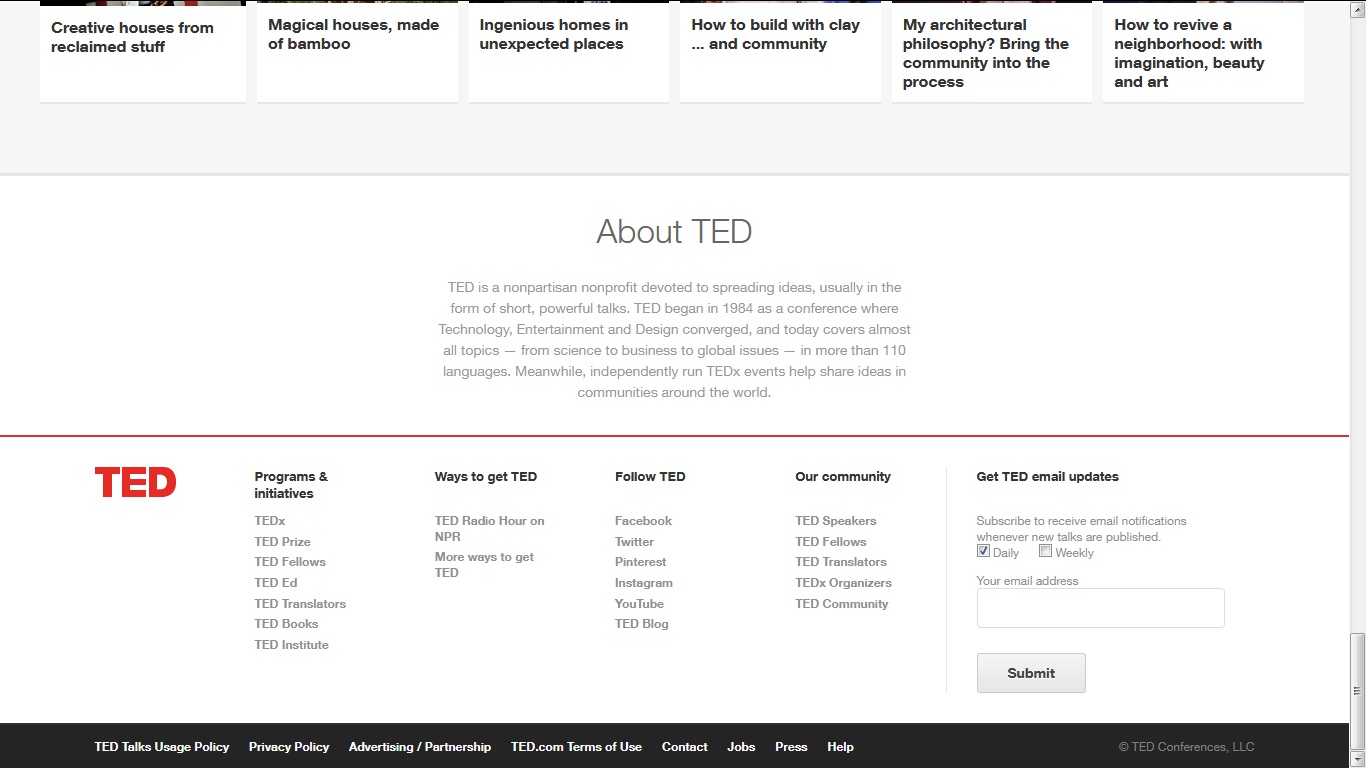 Creative houses from
reclaimed stuff
Magical houses, made
of bamboo
Ingenious homes in
unexpected places
How to build with clay
... and community
My architectural
philosophy? Bring the
community into the
process
How to revive a
neighborhood: with
imagination, beauty
and art
About TED
TED is a nonpartisan nonprofit devoted to spreading ideas, usually in the
form of short, powerful talks. TED began in 1984 as a conference where
Technology, Entertainment and Design converged, and today covers almost
all topics — from science to business to global issues — in more than 110
languages. Meanwhile, independently run TEDx events help share ideas in
communities around the world.
TED
Programs &
initiatives
TEDx
TED Prize
TED Fellows
TED Ed
TED Translators
TED Books
TED Institute
Ways to get TED
TED Radio Hour on
NPR
More ways to get
TED
Follow TED
Facebook
Twitter
Pinterest
Instagram
YouTube
TED Blog
Our community
TED Speakers
TED Fellows
TED Translators
TEDx Organizers
TED Community
Get TED email updates
Subscribe to receive email notifications
whenever new talks are published.
Daily Weekly
Your email address
Submit
TED Talks Usage Policy Privacy Policy Advertising / Partnership TED.com Terms of Use Contact Jobs Press Help © TED Conferences, LLC